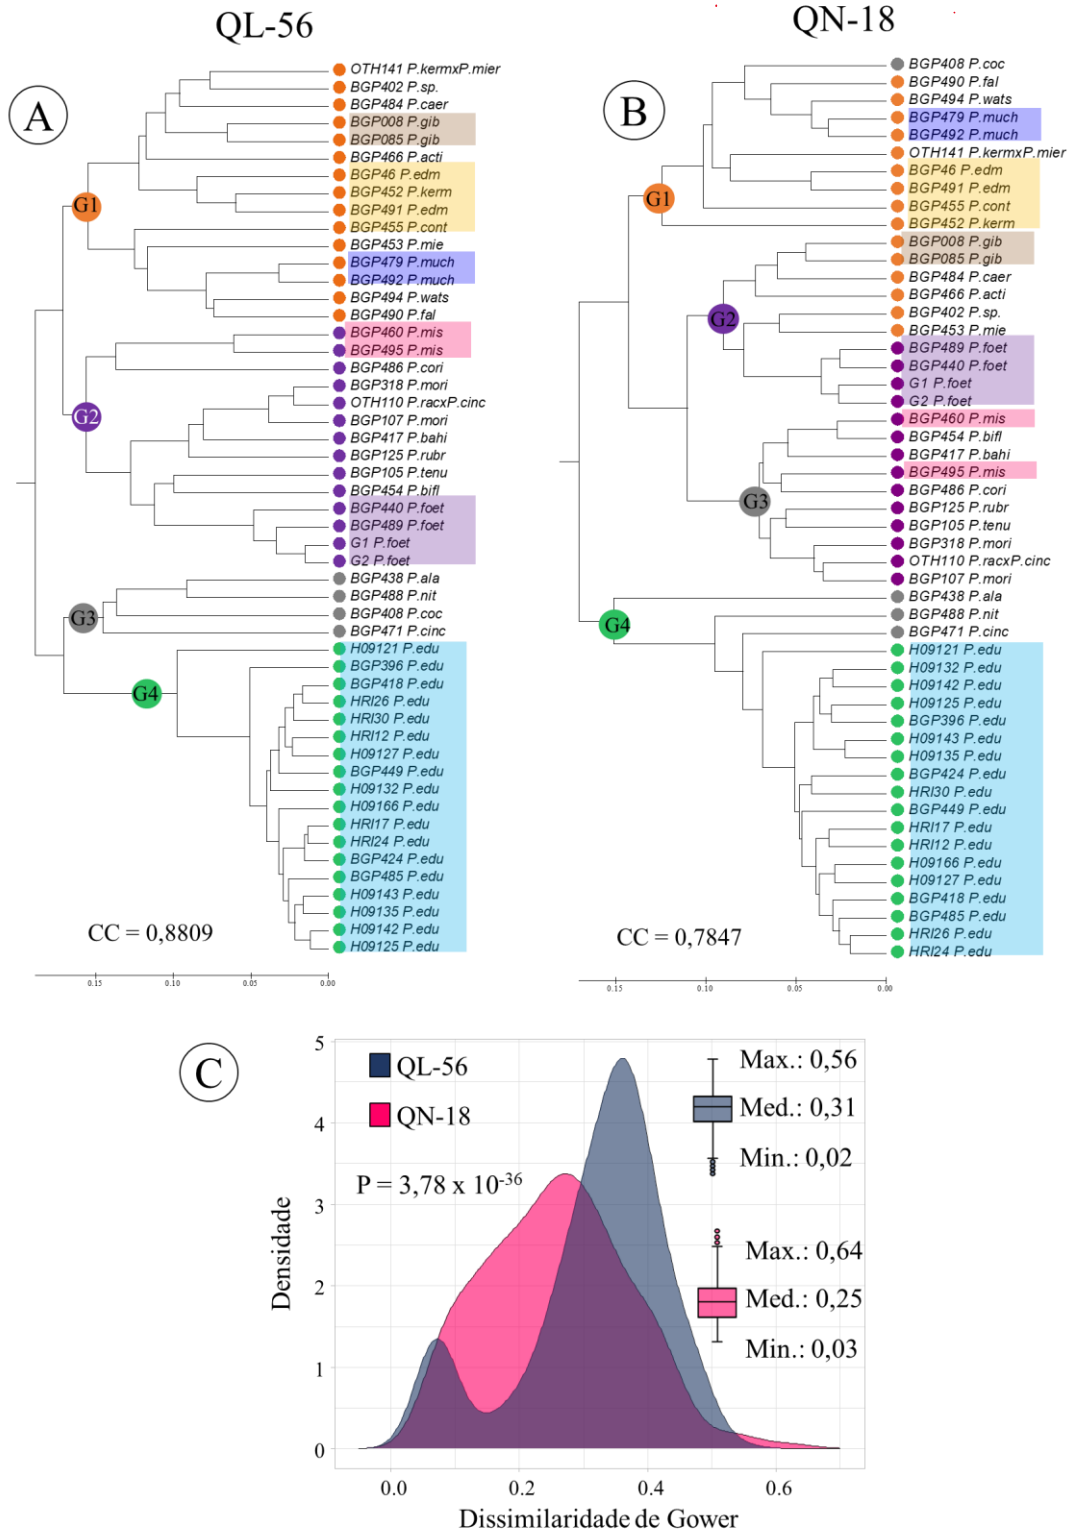 QL-56
A
OTH141 P.kermxP.mier
BGP402 P.sp.
BGP484 P.caer
BGP008 P.gib
BGP085 P.gib
BGP466 P.acti
BGP46 P.edm
BGP452 P.kerm
BGP491 P.edm
BGP455 P.cont
BGP453 P.mie
BGP479 P.much
BGP492 P.much
BGP494 P.wats
BGP490 P.fal
BGP460 P.mis
BGP495 P.mis
BGP486 P.cori
BGP318 P.mori
OTH110 P.racxP.cinc
BGP107 P.mori
BGP417 P.bahi
BGP125 P.rubr
BGP105 P.tenu
BGP454 P.bifl
BGP440 P.foet
BGP489 P.foet
G1 P.foet
G2 P.foet
BGP438 P.ala
BGP488 P.nit
BGP408 P.coc
BGP471 P.cinc
H09121 P.edu
BGP396 P.edu
BGP418 P.edu
HRI26 P.edu
HRI30 P.edu
HRI12 P.edu
H09127 P.edu
BGP449 P.edu
H09132 P.edu
H09166 P.edu
HRI17 P.edu
HRI24 P.edu
BGP424 P.edu
BGP485 P.edu
H09143 P.edu
H09135 P.edu
H09142 P.edu
H09125 P.edu
G1
G2
G3
G4
CC = 0,8809
0.15 0.10 0.05 0.00
QN-18
B
BGP408 P.coc
BGP490 P.fal
BGP494 P.wats
BGP479 P.much
BGP492 P.much
OTH141 P.kermxP.mier
BGP46 P.edm
BGP491 P.edm
BGP455 P.cont
BGP452 P.kerm
BGP008 P.gib
BGP085 P.gib
BGP484 P.caer
BGP466 P.acti
BGP402 P.sp.
BGP453 P.mie
BGP489 P.foet
BGP440 P.foet
G1 P.foet
G2 P.foet
BGP460 P.mis
BGP454 P.bifl
BGP417 P.bahi
BGP495 P.mis
BGP486 P.cori
BGP125 P.rubr
BGP105 P.tenu
BGP318 P.mori
OTH110 P.racxP.cinc
BGP107 P.mori
BGP438 P.ala
BGP488 P.nit
BGP471 P.cinc
H09121 P.edu
H09132 P.edu
H09142 P.edu
H09125 P.edu
BGP396 P.edu
H09143 P.edu
H09135 P.edu
BGP424 P.edu
HRI30 P.edu
BGP449 P.edu
HRI17 P.edu
HRI12 P.edu
H09166 P.edu
H09127 P.edu
BGP418 P.edu
BGP485 P.edu
HRI26 P.edu
HRI24 P.edu
G1
G2
G3
G4
CC = 0,7847
0.15 0.10 0.05 0.00
C
QL-56
QN-18
P = 3,78 x 10-36
Max.: 0,56
Med.: 0,31
Min.: 0,02
Max.: 0,64
Med.: 0,25
Min.: 0,03
Densidade
5
4
3
2
1
0
0.0 0.2 0.4 0.6
Dissimilaridade de Gower